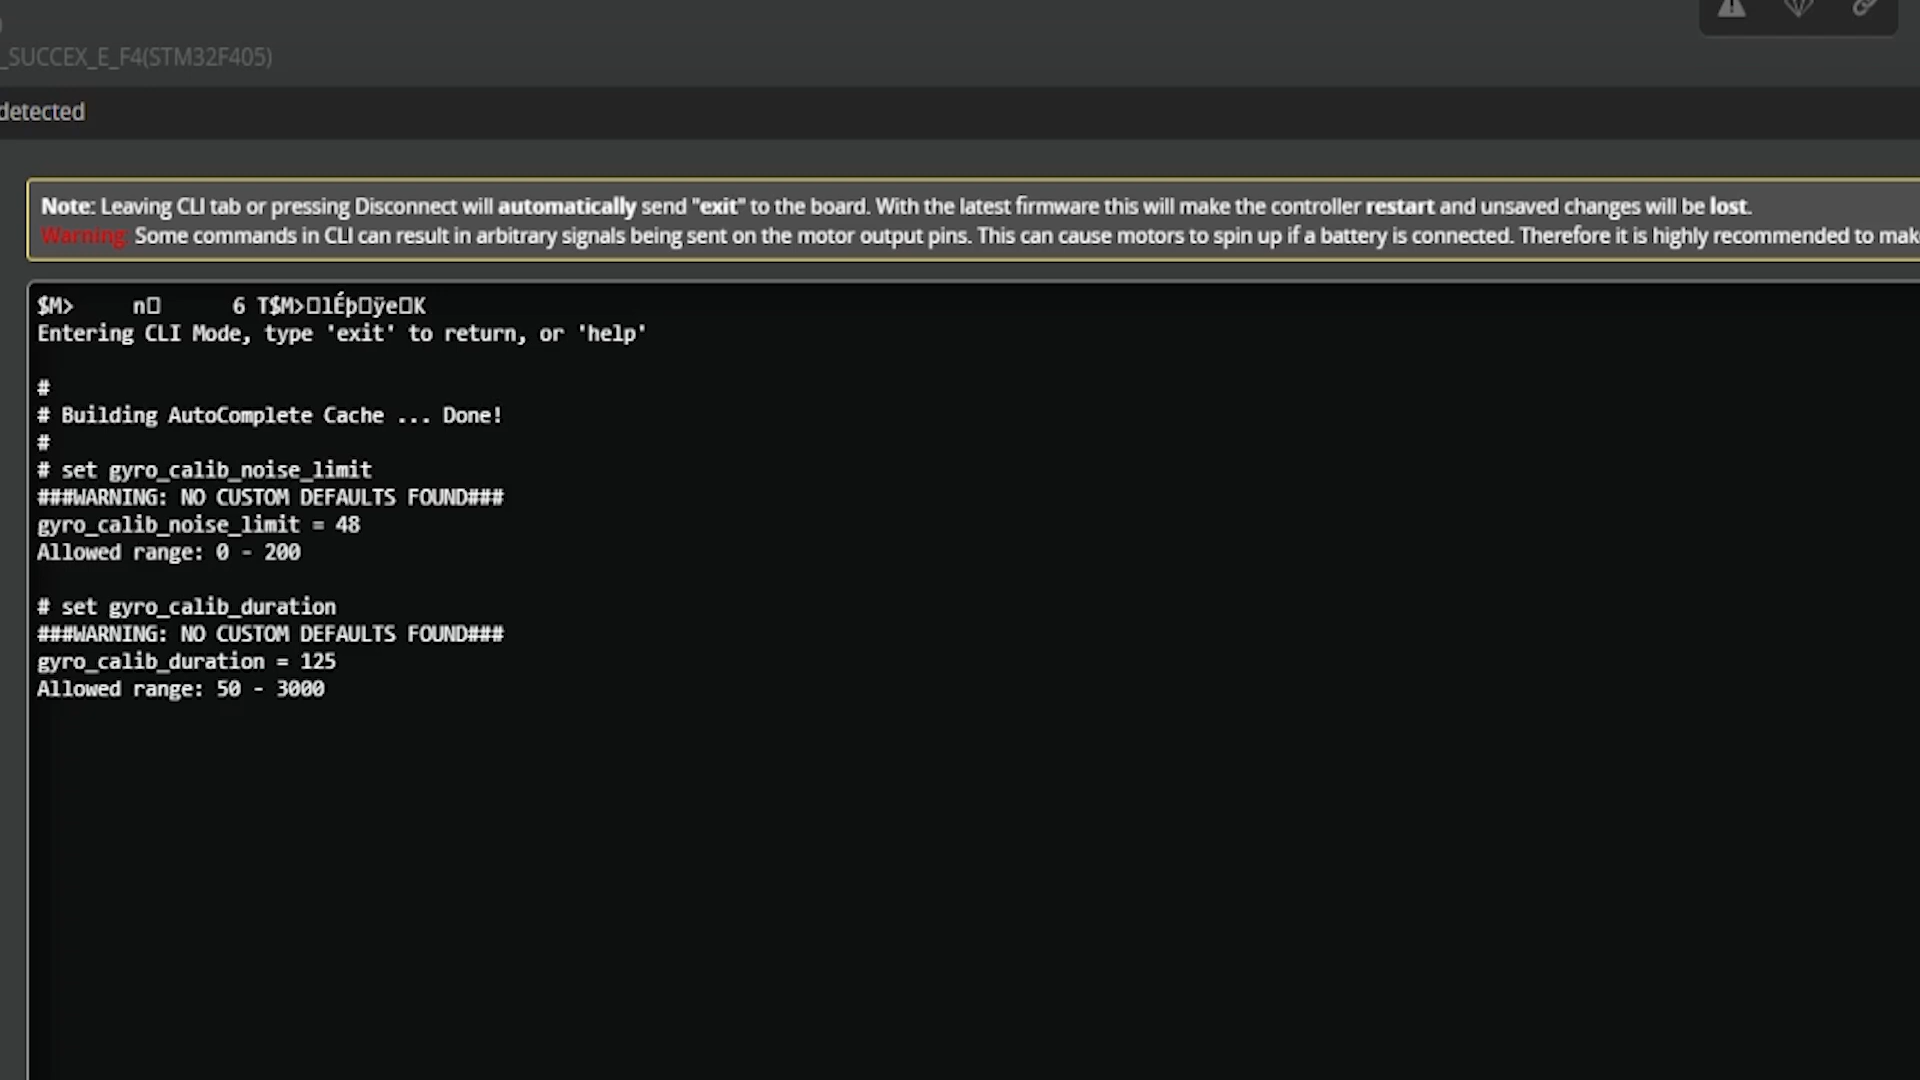 _SUCCEX_E_F4(STM32F405)
detected
Note: Leaving CLI tab or pressing Disconnect will automatically send "exit" to the board. With the latest firmware this will make the controller restart and unsaved changes will be lost.
Warning: Some commands in CLI can result in arbitrary signals being sent on the motor output pins. This can cause motors to spin up if a battery is connected. Therefore it is highly recommended to mak
$M> n□ 6 T$M>□lÉþ□ÿe□K
Entering CLI Mode, type 'exit' to return, or 'help'
#
# Building AutoComplete Cache ... Done!
#
# set gyro_calib_noise_limit
###WARNING: NO CUSTOM DEFAULTS FOUND###
gyro_calib_noise_limit = 48
Allowed range: 0 - 200
# set gyro_calib_duration
###WARNING: NO CUSTOM DEFAULTS FOUND###
gyro_calib_duration = 125
Allowed range: 50 - 3000